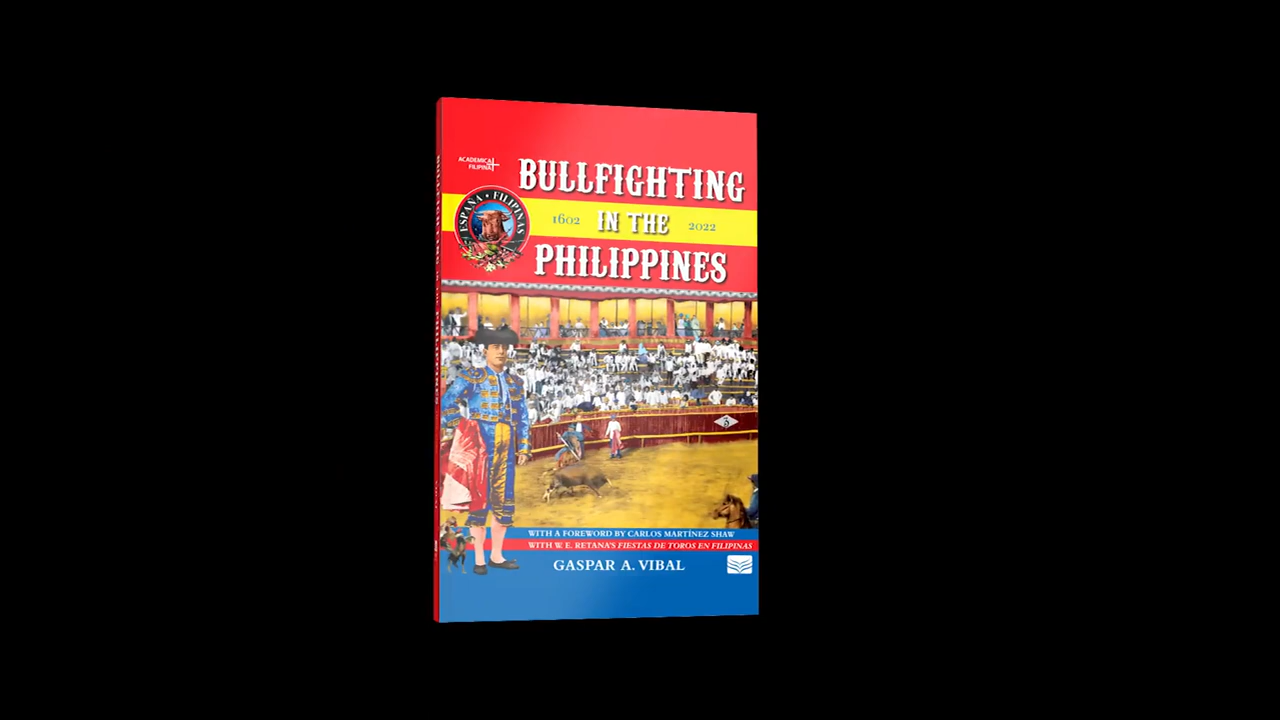 ACADEMICA
FILIPINA
BULLFIGHTING
1602 IN THE 2022
PHILIPPINES
ESPAÑA • FILIPINAS
WITH A FOREWORD BY CARLOS MARTÍNEZ SHAW
WITH W. E. RETANA'S FIESTAS DE TOROS EN FILIPINAS
GASPAR A. VIBAL